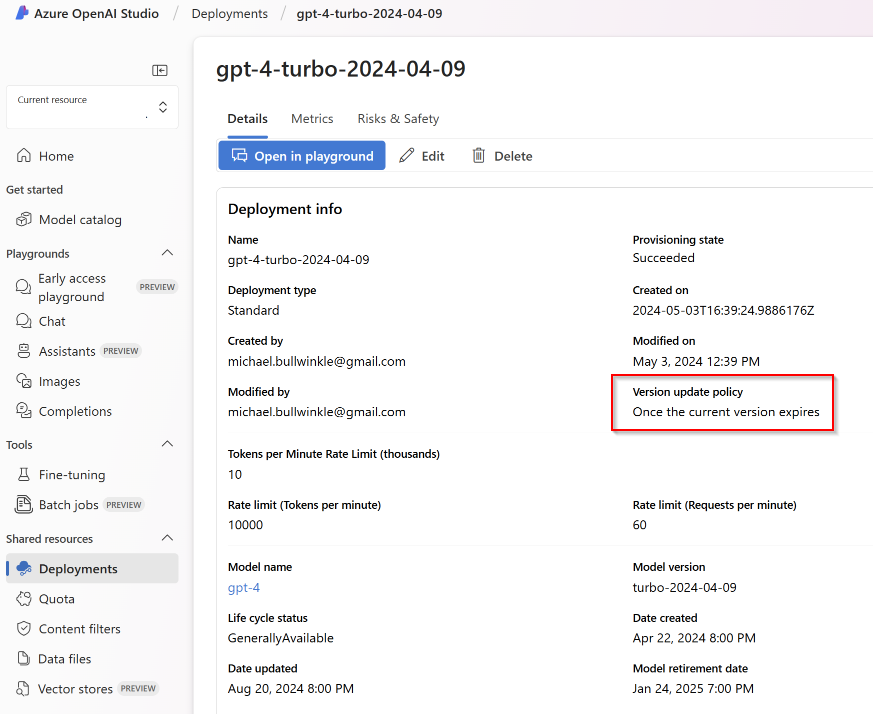 Azure OpenAI Studio / Deployments / gpt-4-turbo-2024-04-09
Current resource
Home
Get started
Model catalog
Playgrounds
Early access
playground PREVIEW
Chat
Assistants PREVIEW
Images
Completions
Tools
Fine-tuning
Batch jobs PREVIEW
Shared resources
Deployments
Quota
Content filters
Data files
Vector stores PREVIEW
gpt-4-turbo-2024-04-09
Details Metrics Risks & Safety
Open in playground Edit Delete
Deployment info
Name
gpt-4-turbo-2024-04-09
Provisioning state
Succeeded
Deployment type
Standard
Created on
2024-05-03T16:39:24.9886176Z
Created by
michael.bullwinkle@gmail.com
Modified on
May 3, 2024 12:39 PM
Modified by
michael.bullwinkle@gmail.com
Version update policy
Once the current version expires
Tokens per Minute Rate Limit (thousands)
10
Rate limit (Tokens per minute)
10000
Rate limit (Requests per minute)
60
Model name
gpt-4
Model version
turbo-2024-04-09
Life cycle status
GenerallyAvailable
Date created
Apr 22, 2024 8:00 PM
Date updated
Aug 20, 2024 8:00 PM
Model retirement date
Jan 24, 2025 7:00 PM